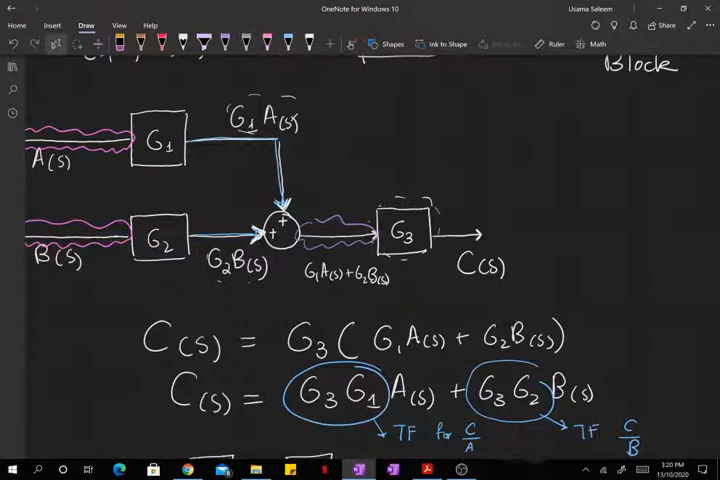 OneNote for Windows 10
Usama Saleem
Home Insert Draw View Help
Share
Shapes Ink to Shape Ruler Math
Block
G1 A(s)
G1
A(s)
G2
G3
B(s)
G2B(s)
G1A(s)+G2B(s)
C(s)
+
+
C(s) = G3 ( G1A(s) + G2B(s))
C(s) = G3 G1 A(s) + G3 G2 B(s)
TF for C/A
TF C/B
3:20 PM
13/10/2020